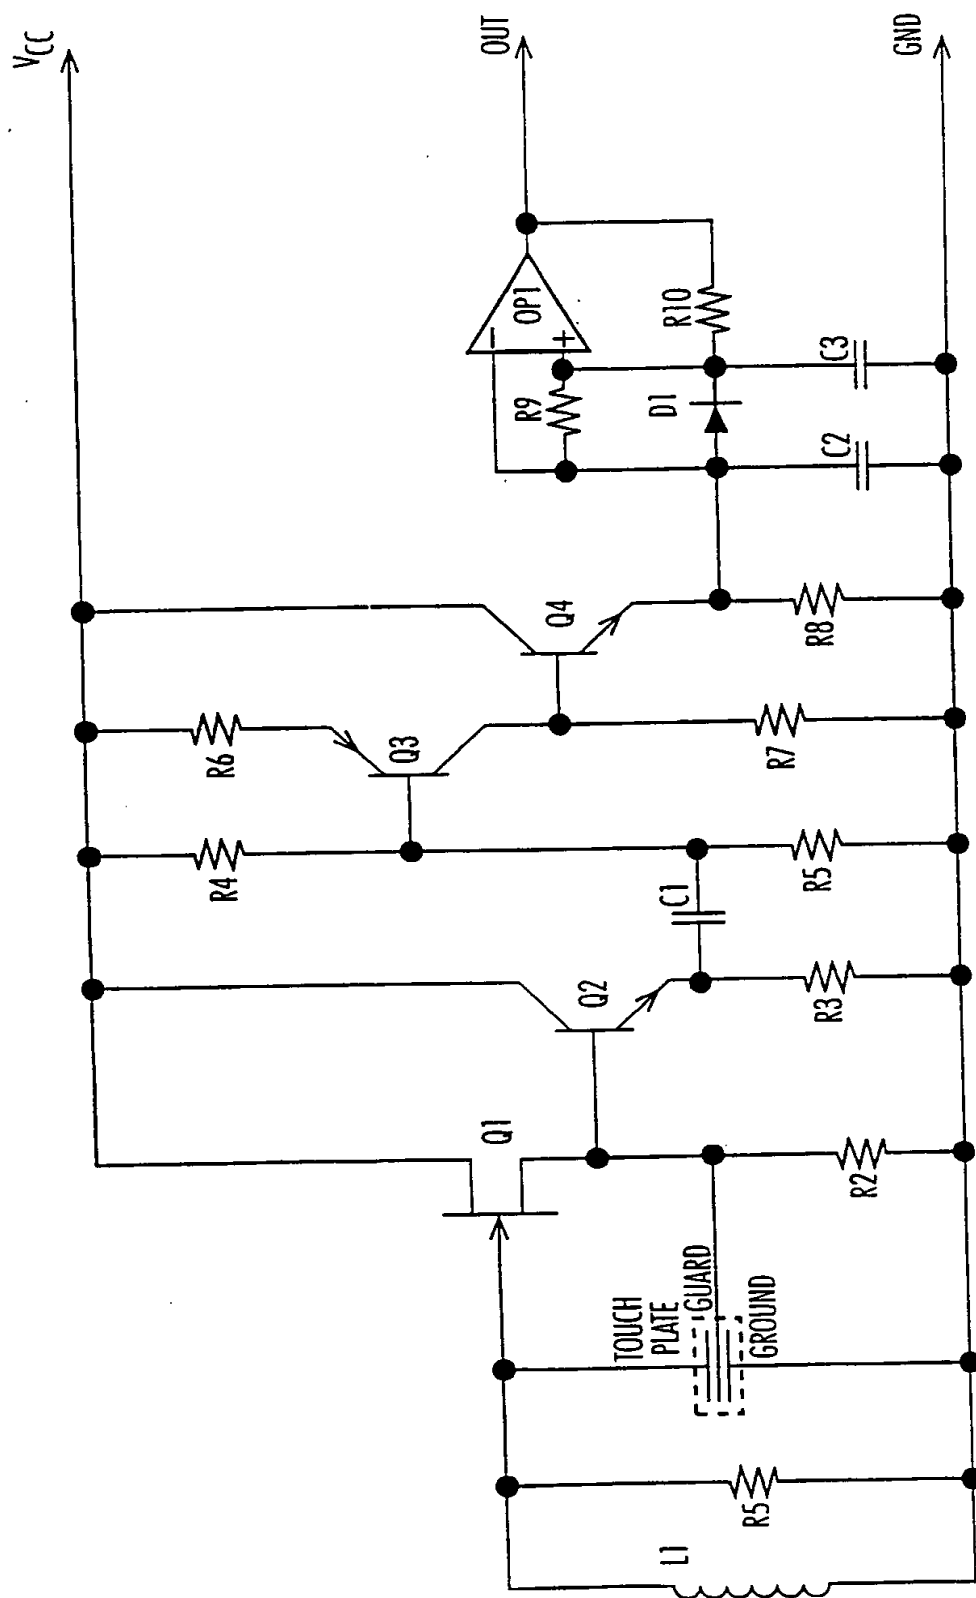 VCC
OUT
GND
OP1
−
+
R10
R9
D1
C3
C2
Q4
R8
R6
Q3
R7
R4
C1
R5
Q2
R3
Q1
R2
TOUCH
PLATE
GUARD
GROUND
R5
L1